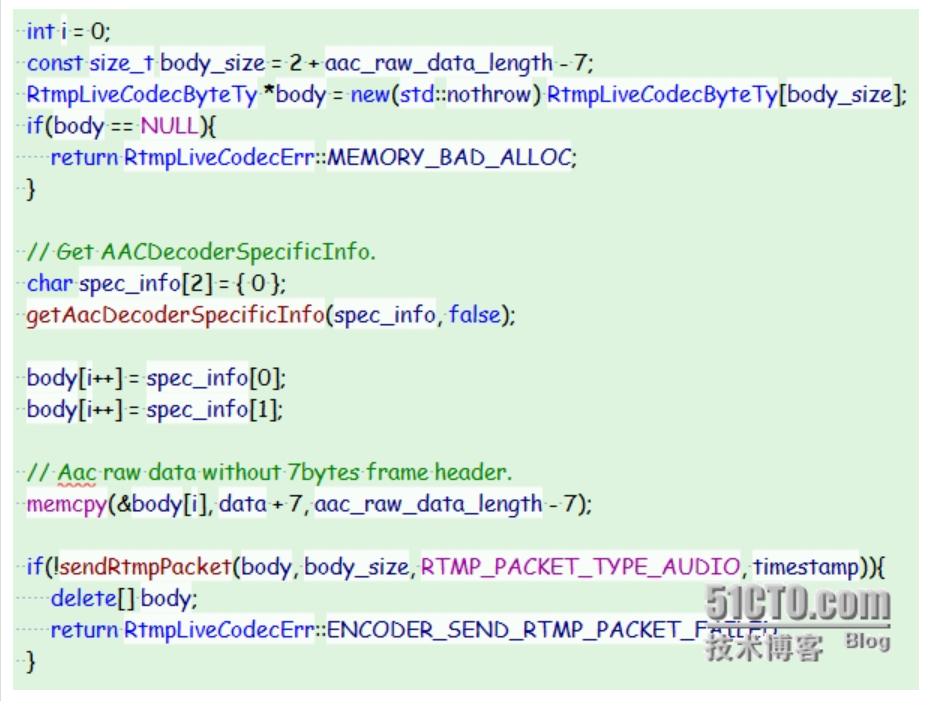 int i = 0;
const size_t body_size = 2 + aac_raw_data_length - 7;
RtmpLiveCodecByteTy *body = new(std::nothrow) RtmpLiveCodecByteTy[body_size];
if(body == NULL){
return RtmpLiveCodecErr::MEMORY_BAD_ALLOC;
}
// Get AACDecoderSpecificInfo.
char spec_info[2] = { 0 };
getAacDecoderSpecificInfo(spec_info, false);
body[i++] = spec_info[0];
body[i++] = spec_info[1];
// Aac raw data without 7bytes frame header.
memcpy(&body[i], data + 7, aac_raw_data_length - 7);
if(!sendRtmpPacket(body, body_size, RTMP_PACKET_TYPE_AUDIO, timestamp)){
delete[] body;
return RtmpLiveCodecErr::ENCODER_SEND_RTMP_PACKET_FAILED;
}
51CTO.com
技术博客 Blog